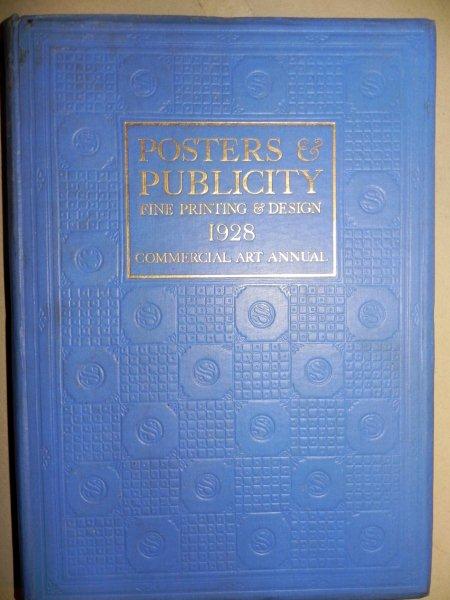 POSTERS &
PUBLICITY
FINE PRINTING & DESIGN
1928
COMMERCIAL ART ANNUAL